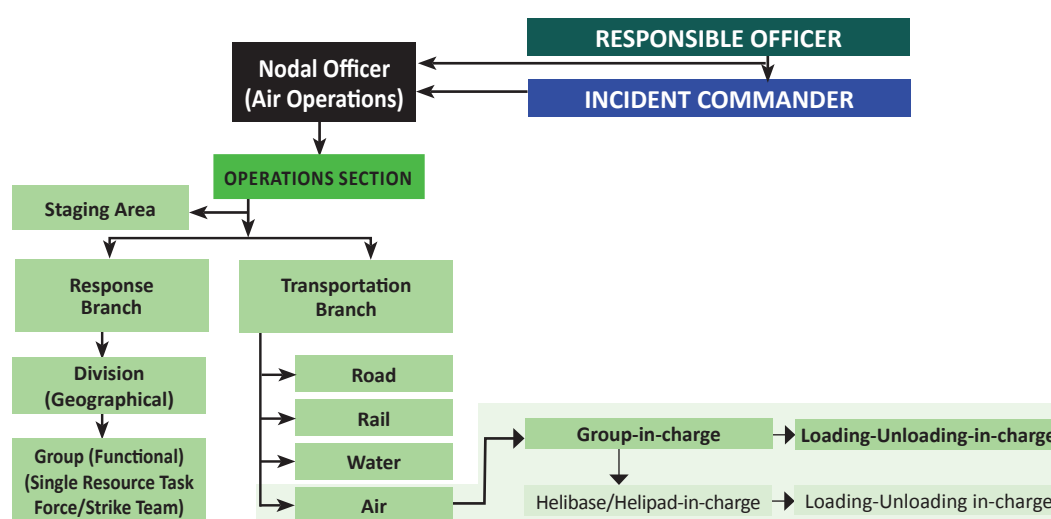 RESPONSIBLE OFFICER
Nodal Officer
(Air Operations)
INCIDENT COMMANDER
OPERATIONS SECTION
Staging Area
Response
Branch
Transportation
Branch
Division
(Geographical)
Road
Rail
Group (Functional)
(Single Resource Task
Force/Strike Team)
Water
Air
Group-in-charge
Loading-Unloading-in-charge
Helibase/Helipad-in-charge
Loading-Unloading in-charge